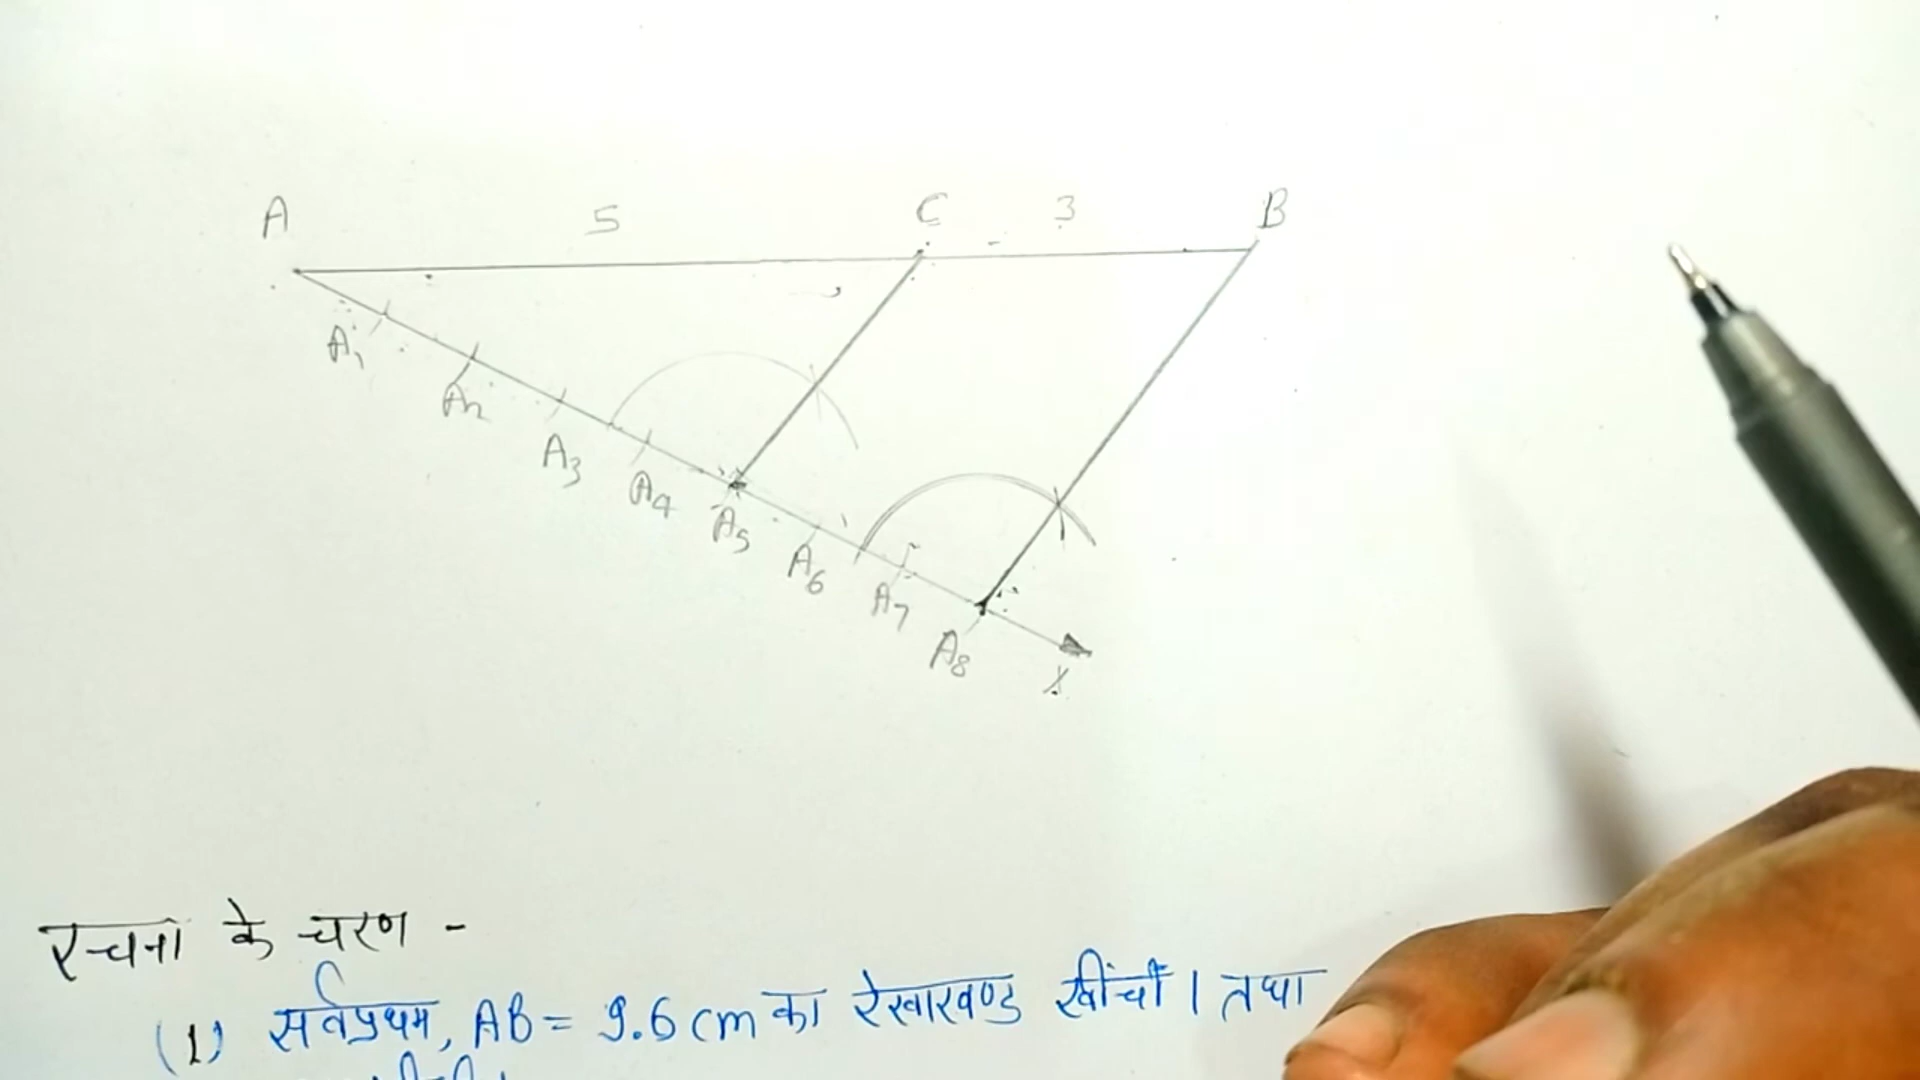 A 5 C 3 B
A1
A2
A3
A4
A5
A6
A7
A8
X
रचना के चरण -
(1) सर्वप्रथम, AB = 9.6 cm का रेखाखण्ड खींचीं । तथा